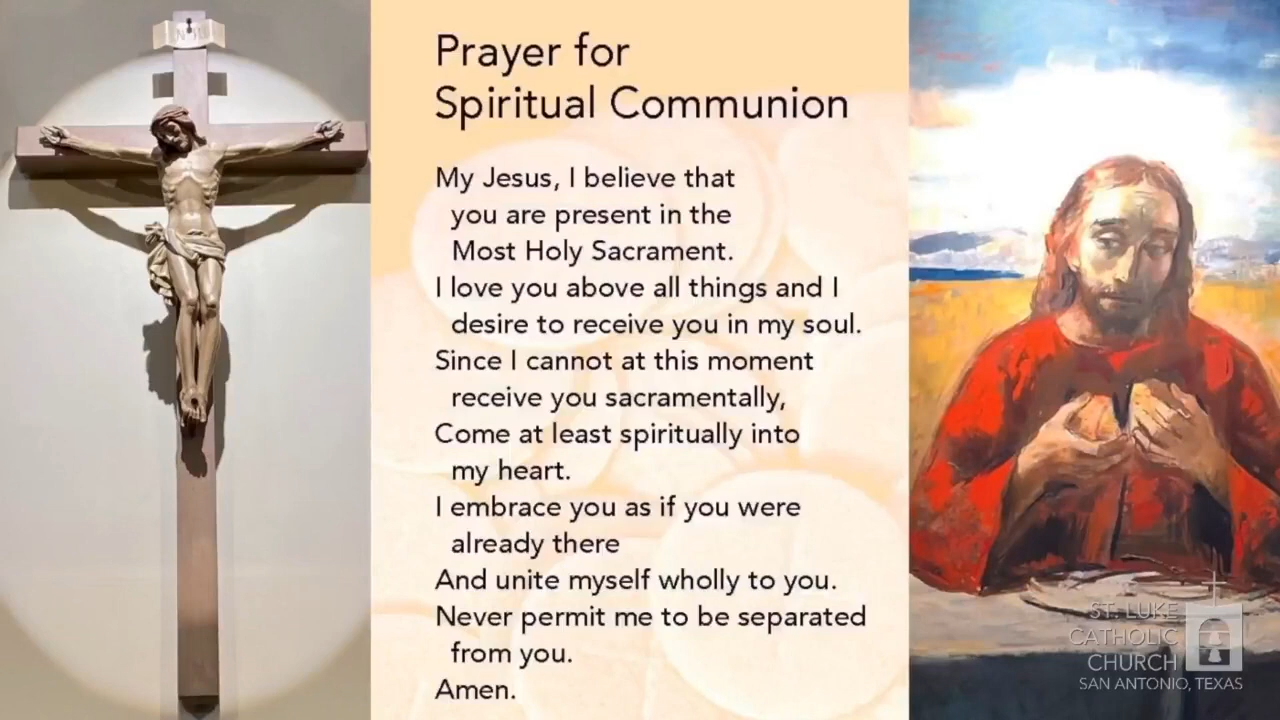 Prayer for
Spiritual Communion
My Jesus, I believe that
you are present in the
Most Holy Sacrament.
I love you above all things and I
desire to receive you in my soul.
Since I cannot at this moment
receive you sacramentally,
Come at least spiritually into
my heart.
I embrace you as if you were
already there
And unite myself wholly to you.
Never permit me to be separated
from you.
Amen.
ST. LUKE
CATHOLIC
CHURCH
SAN ANTONIO, TEXAS